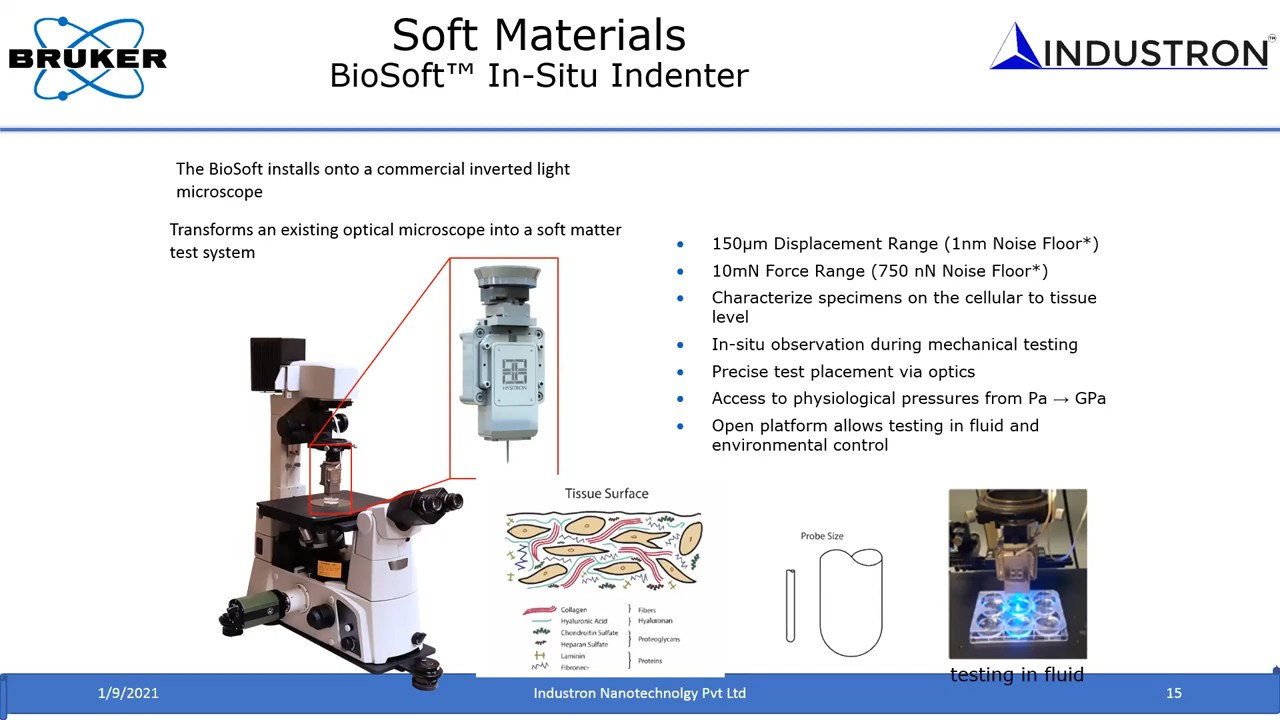 Soft Materials
BioSoft™ In-Situ Indenter
BRUKER
INDUSTRON™
The BioSoft installs onto a commercial inverted light
microscope
Transforms an existing optical microscope into a soft matter
test system
HYSITRON
• 150µm Displacement Range (1nm Noise Floor*)
• 10mN Force Range (750 nN Noise Floor*)
• Characterize specimens on the cellular to tissue
level
• In-situ observation during mechanical testing
• Precise test placement via optics
• Access to physiological pressures from Pa → GPa
• Open platform allows testing in fluid and
environmental control
Tissue Surface
Collagen } Fibers
Hyaluronic Acid } Hyaluronan
Chondroitin Sulfate
Heparan Sulfate } Proteoglycans
Laminin
Fibronec- } Proteins
Probe Size
testing in fluid
1/9/2021
Industron Nanotechnolgy Pvt Ltd
15